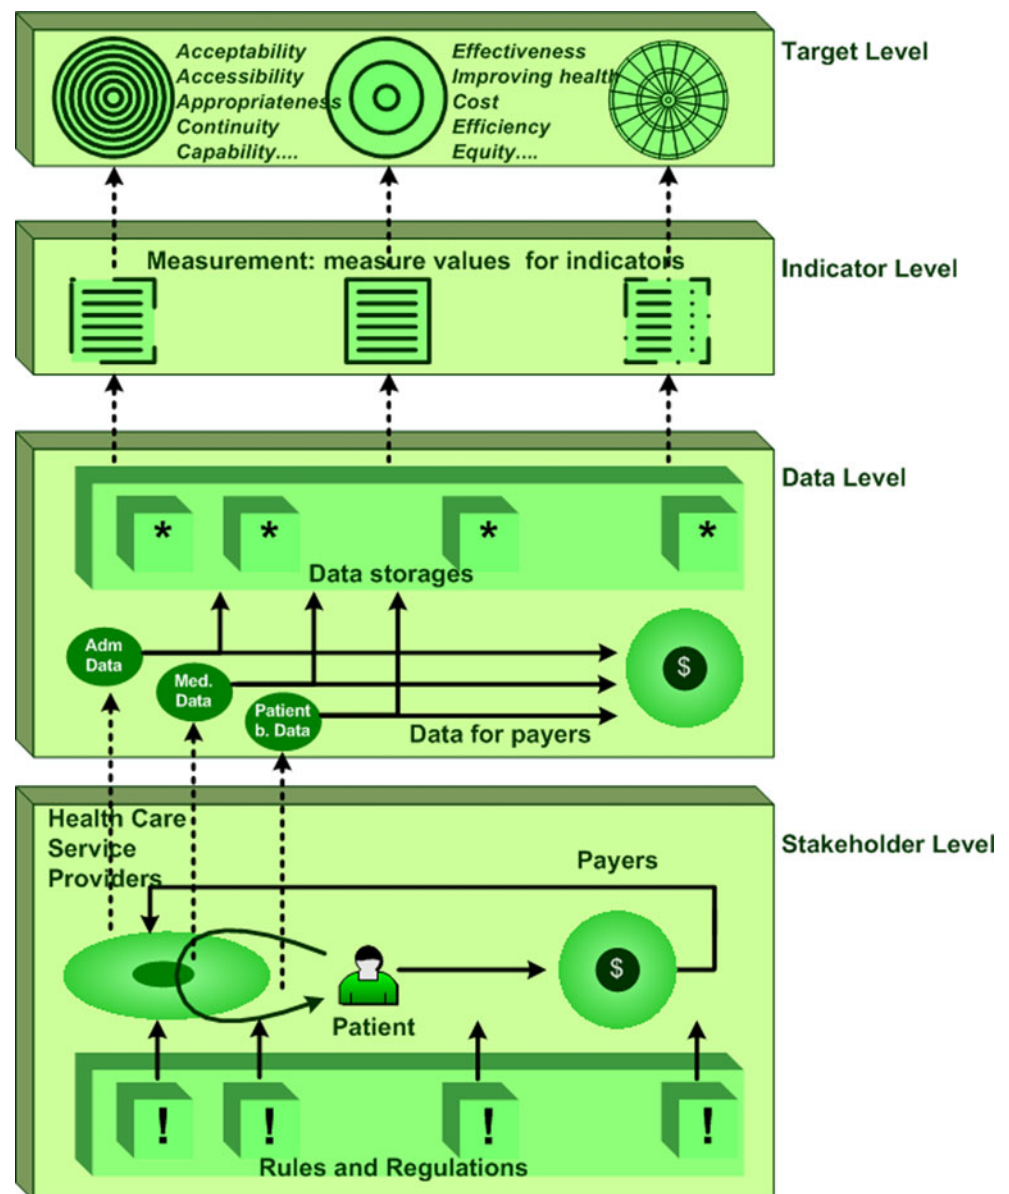 Target Level
Acceptability
Accessibility
Appropriateness
Continuity
Capability....
Effectiveness
Improving health
Cost
Efficiency
Equity....
Indicator Level
Measurement: measure values for indicators
Data Level
*
*
*
*
Data storages
Adm
Data
Med.
Data
Patient
b. Data
$
Data for payers
Stakeholder Level
Health Care
Service
Providers
Payers
$
Patient
!
!
!
!
Rules and Regulations